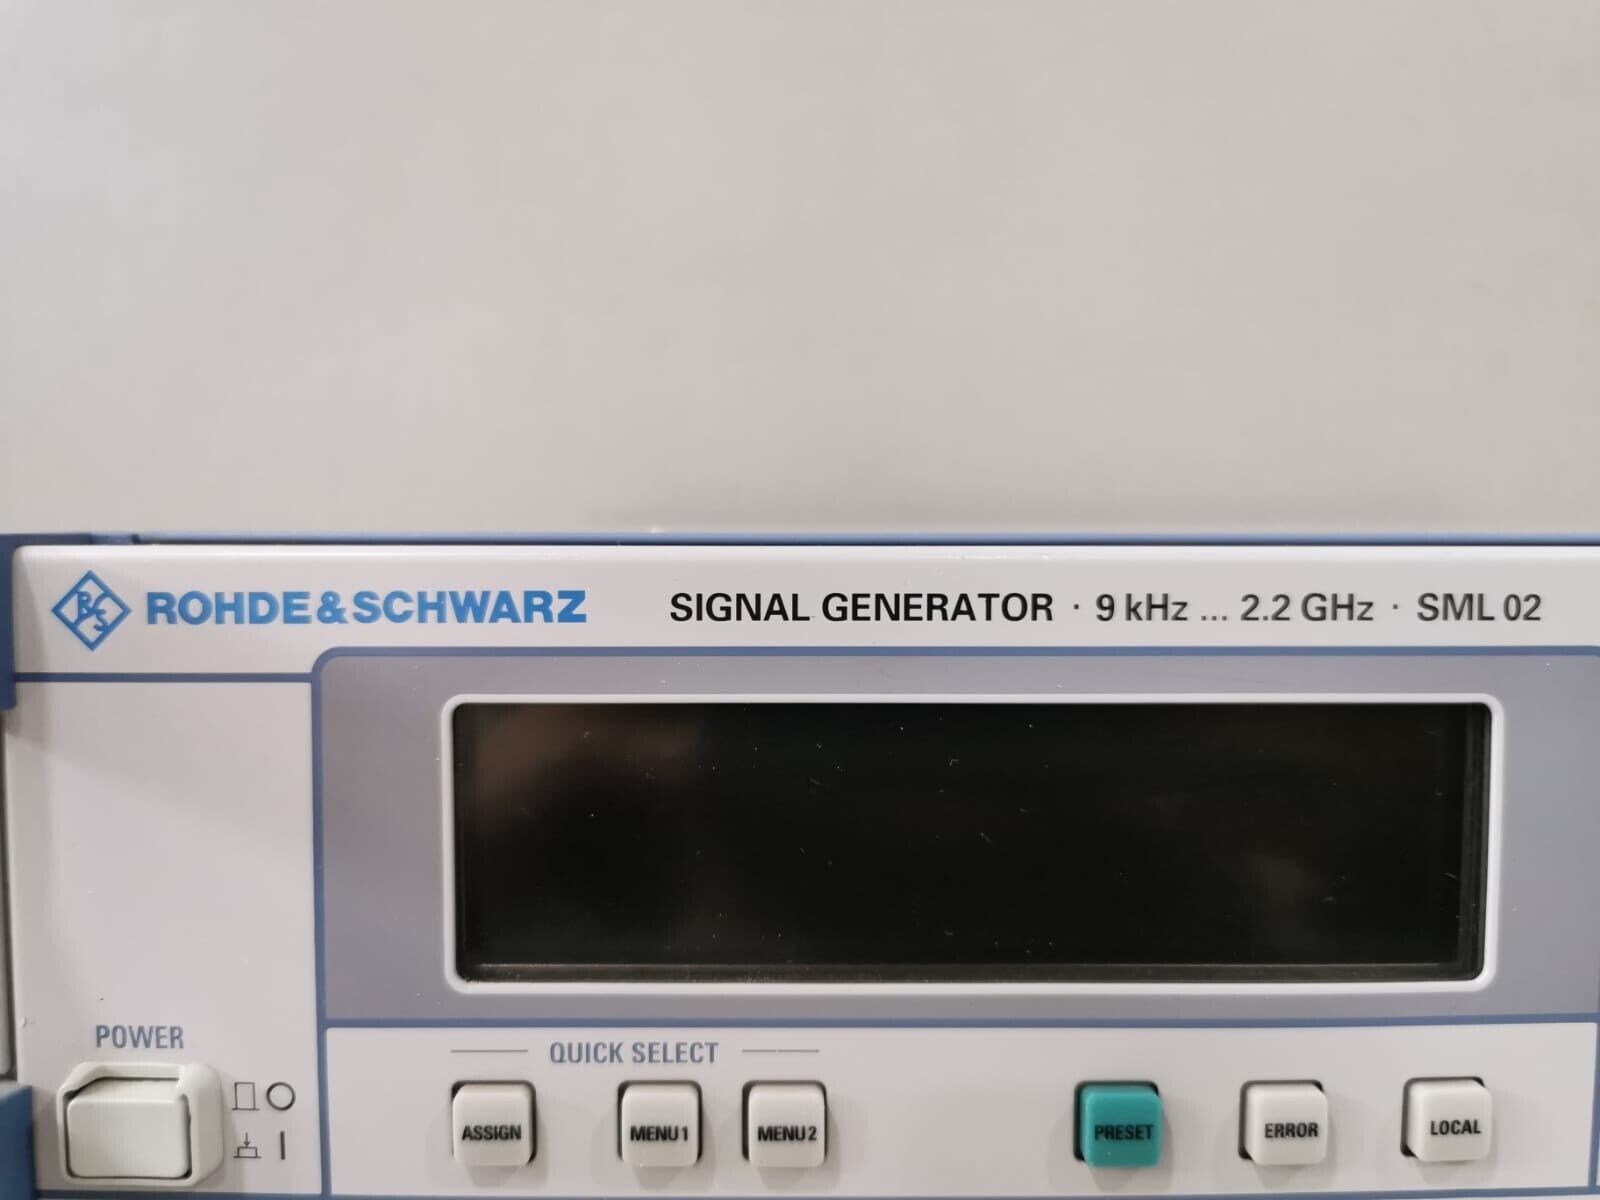 R&S ROHDE&SCHWARZ SIGNAL GENERATOR · 9 kHz ... 2.2 GHz · SML 02
POWER
QUICK SELECT
ASSIGN MENU1 MENU2 PRESET ERROR LOCAL